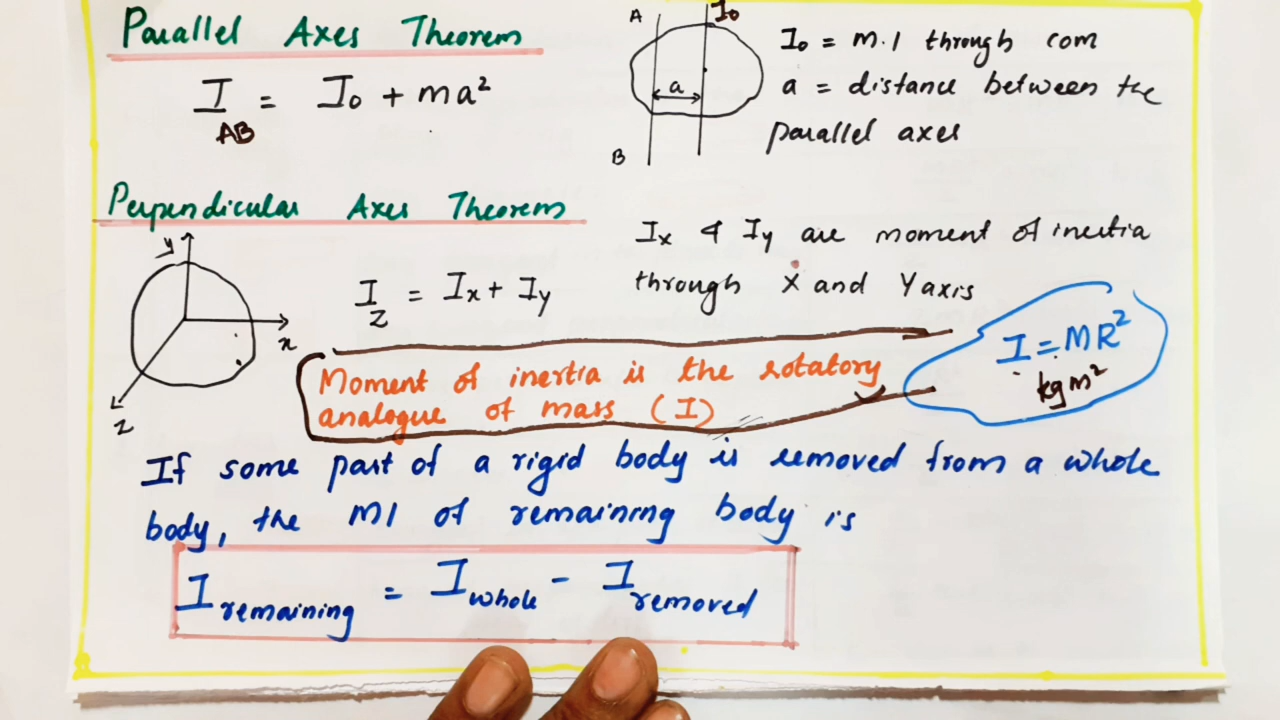 Parallel Axes Theorem
I_AB = I₀ + ma²
A
I₀
a
B
I₀ = m.I through com
a = distance between the
parallel axes
Perpendicular Axes Theorem
y
x
z
I_Z = Ix + Iy
Ix & Iy are moment of inertia
through X and Y axis
I = MR²
kgm²
Moment of inertia is the rotatory
analogue of mass (I)
If some part of a rigid body is removed from a whole
body, the MI of remaining body is
I remaining = I whole - I removed